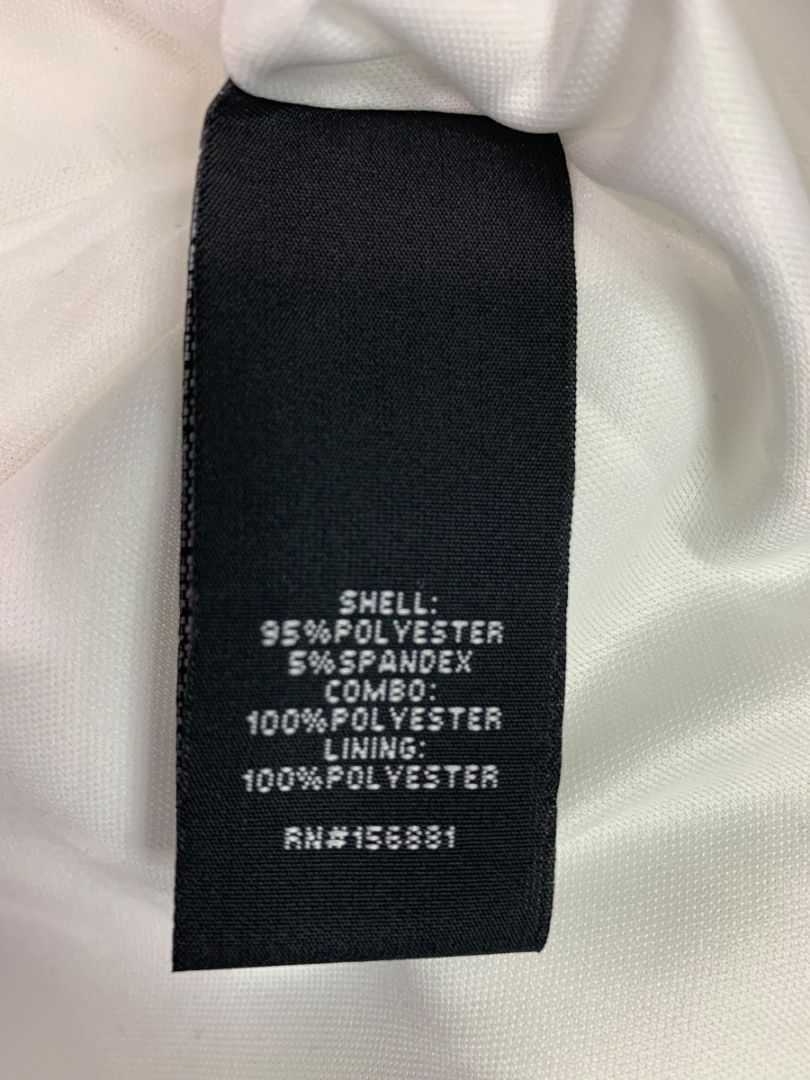 SHELL:
95%POLYESTER
5%SPANDEX
COMBO:
100%POLYESTER
LINING:
100%POLYESTER
RN#156881